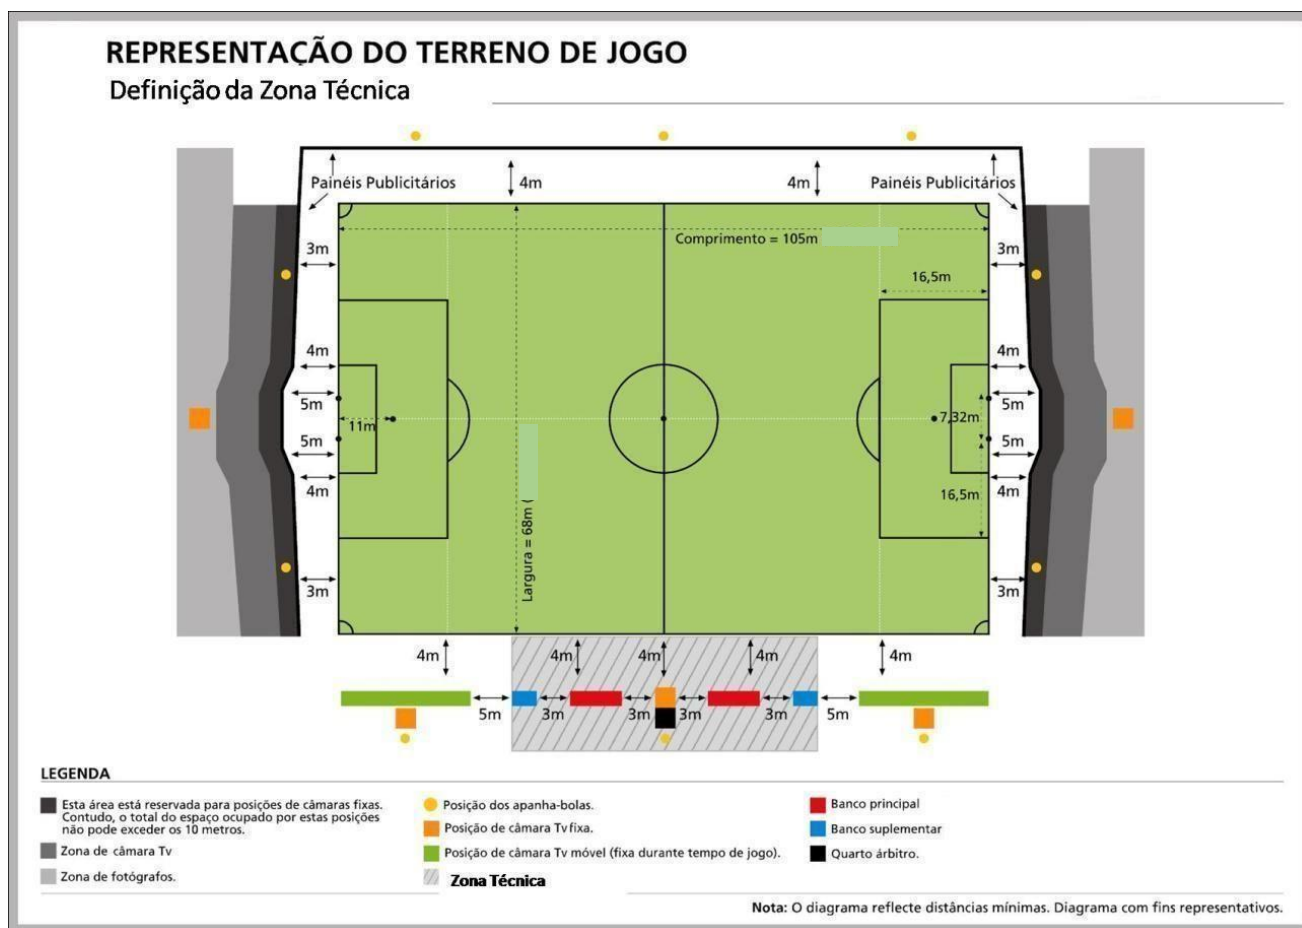 REPRESENTAÇÃO DO TERRENO DE JOGO
Definição da Zona Técnica
Painéis Publicitários
4m
4m
Painéis Publicitários
Comprimento = 105m
3m
3m
16,5m
4m
4m
5m
5m
11m
7,32m
5m
5m
4m
16,5m
4m
Largura = 68m (
3m
3m
4m
4m
4m
4m
4m
5m
3m
3m
3m
3m
5m
LEGENDA
Esta área está reservada para posições de câmaras fixas.
Contudo, o total do espaço ocupado por estas posições
não pode exceder os 10 metros.
Zona de câmara Tv
Zona de fotógrafos.
Posição dos apanha-bolas.
Posição de câmara Tv fixa.
Posição de câmara Tv móvel (fixa durante tempo de jogo).
Zona Técnica
Banco principal
Banco suplementar
Quarto árbitro.
Nota: O diagrama reflecte distâncias mínimas. Diagrama com fins representativos.